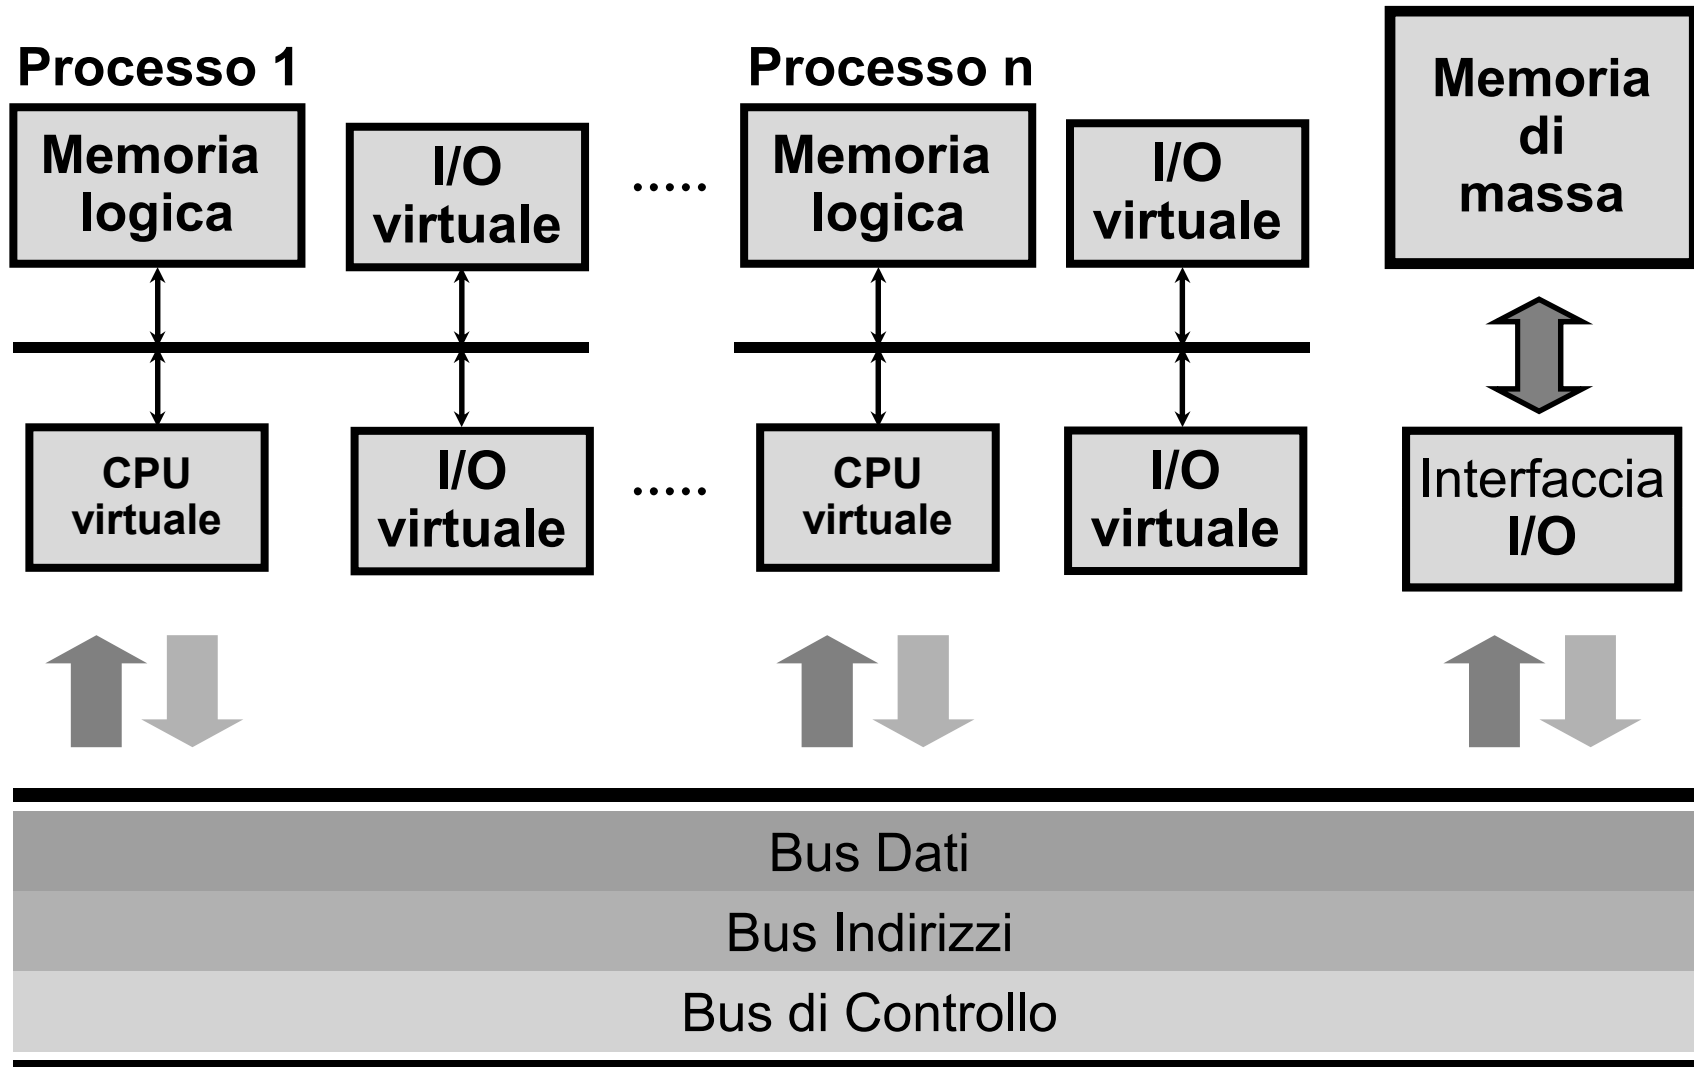 Processo 1
Memoria
logica
I/O
virtuale
.....
Processo n
Memoria
logica
I/O
virtuale
Memoria
di
massa
CPU
virtuale
I/O
virtuale
.....
CPU
virtuale
I/O
virtuale
Interfaccia
I/O
Bus Dati
Bus Indirizzi
Bus di Controllo